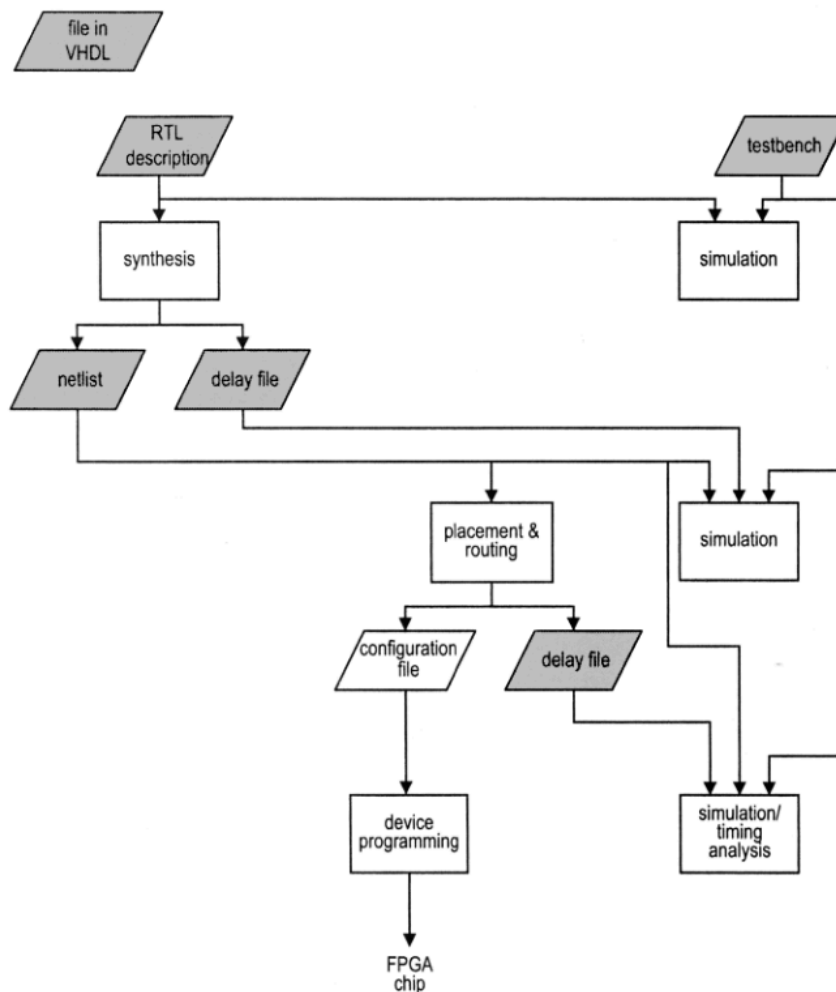 file in
VHDL
RTL
description
testbench
synthesis
simulation
netlist
delay file
placement &
routing
simulation
configuration
file
delay file
device
programming
simulation/
timing
analysis
FPGA
chip